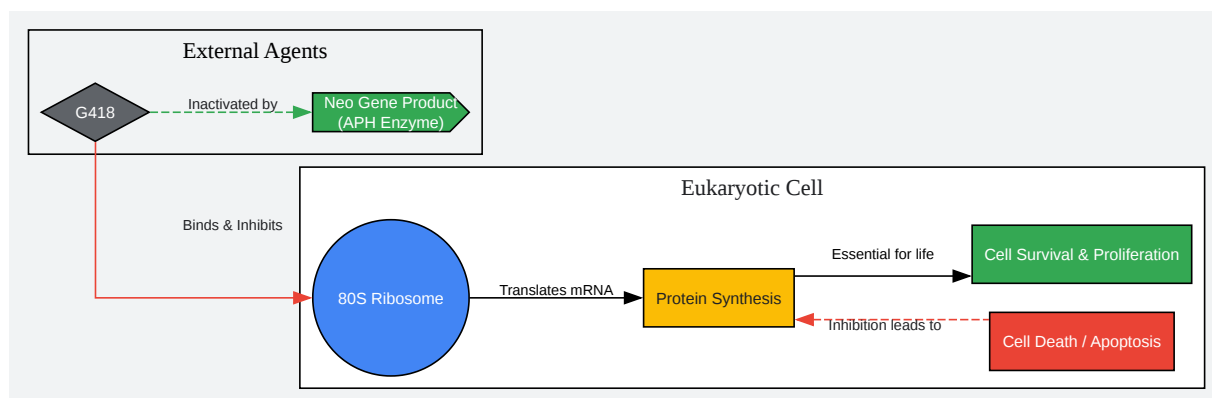 External Agents
G418
Inactivated by
Neo Gene Product
(APH Enzyme)
Binds & Inhibits
Eukaryotic Cell
80S Ribosome
Translates mRNA
Protein Synthesis
Essential for life
Cell Survival & Proliferation
Inhibition leads to
Cell Death / Apoptosis